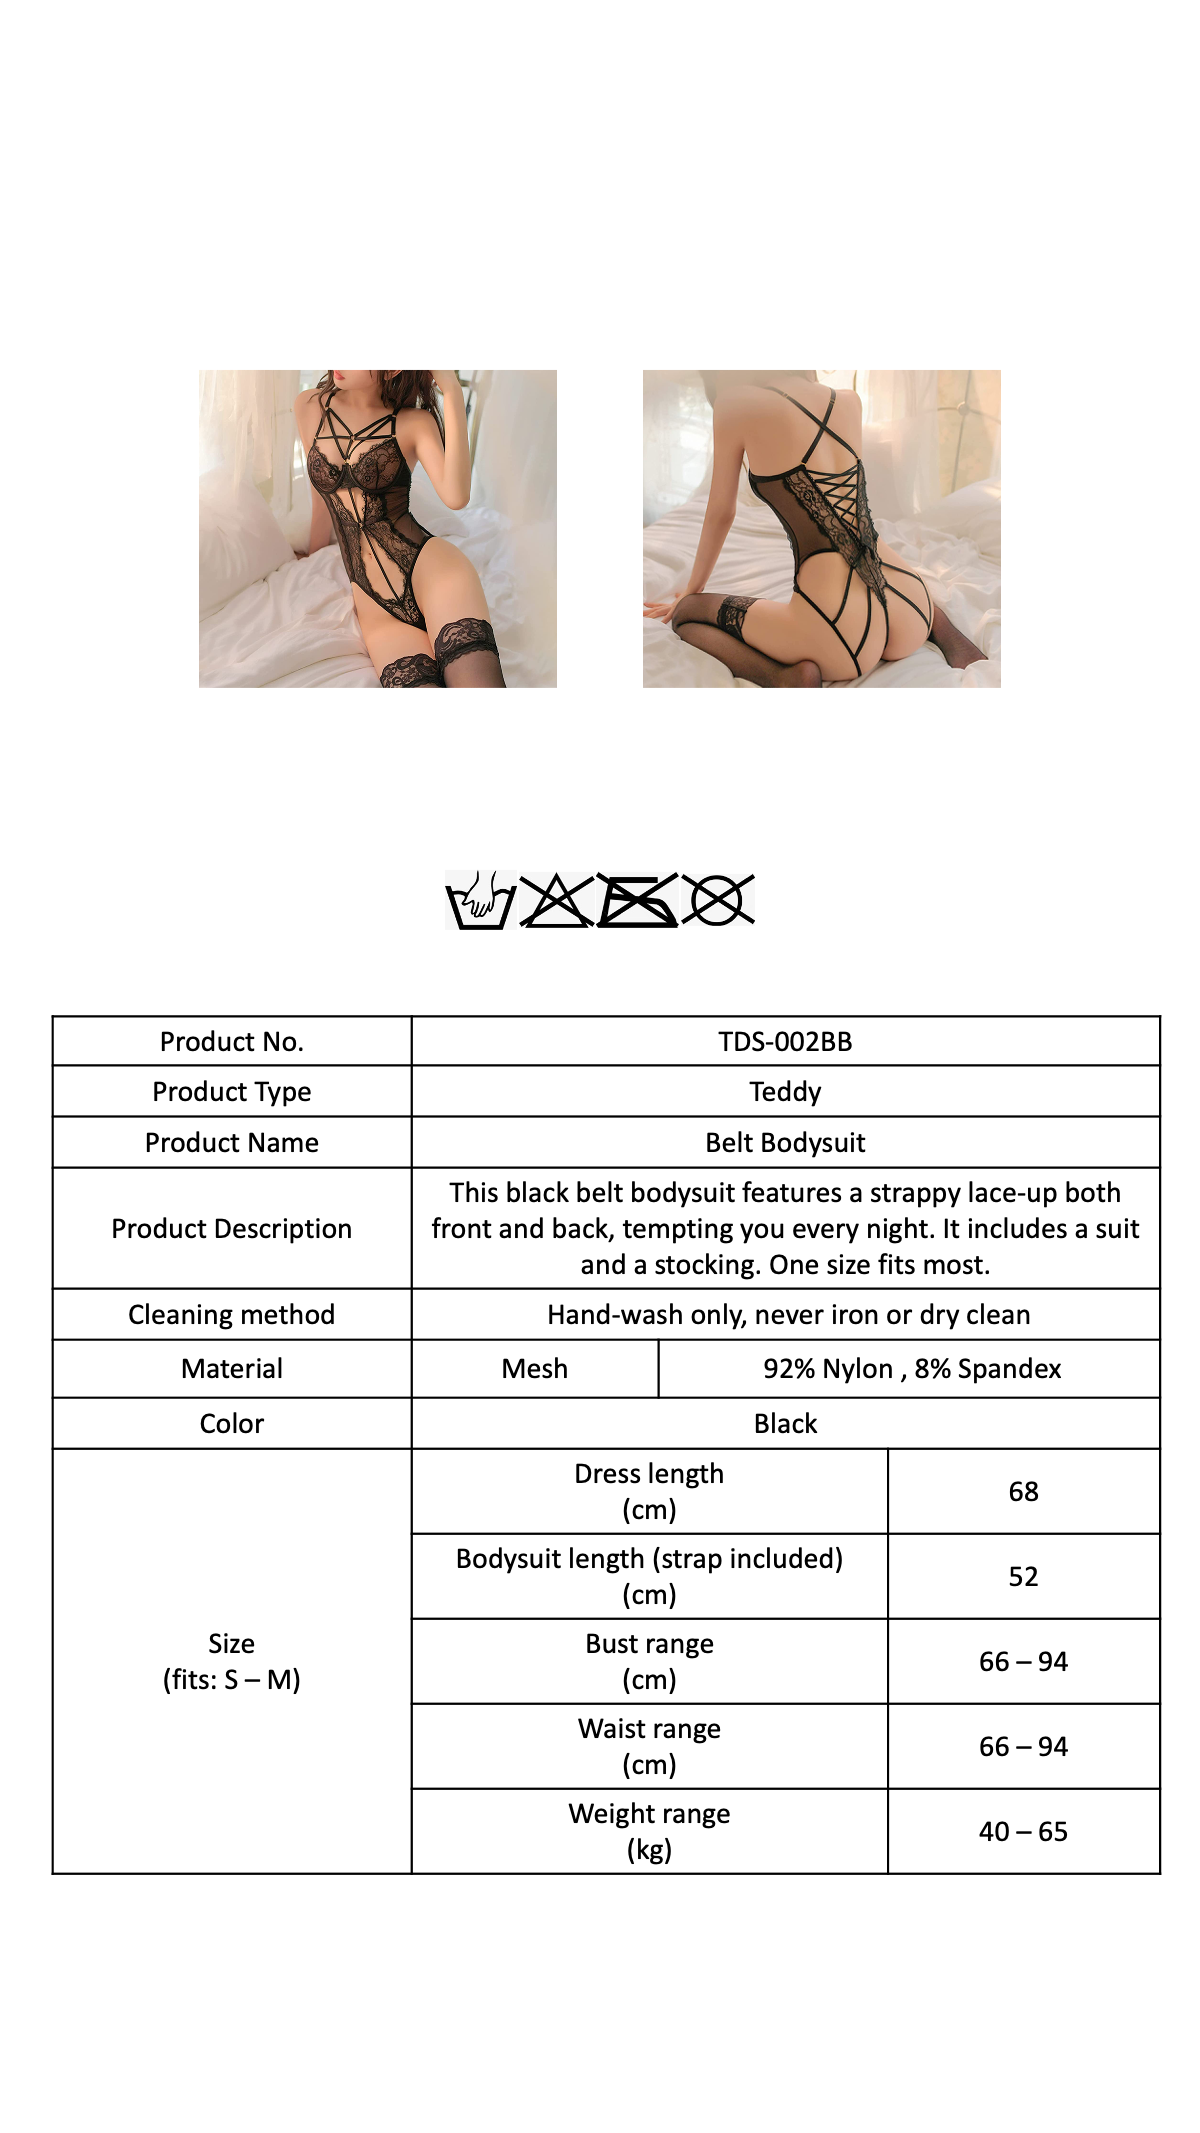 Product No.
TDS-002BB
Product Type
Teddy
Product Name
Belt Bodysuit
Product Description
This black belt bodysuit features a strappy lace-up both
front and back, tempting you every night. It includes a suit
and a stocking. One size fits most.
Cleaning method
Hand-wash only, never iron or dry clean
Material
Mesh
92% Nylon , 8% Spandex
Color
Black
Size
(fits: S – M)
Dress length
(cm)
68
Bodysuit length (strap included)
(cm)
52
Bust range
(cm)
66 – 94
Waist range
(cm)
66 – 94
Weight range
(kg)
40 – 65